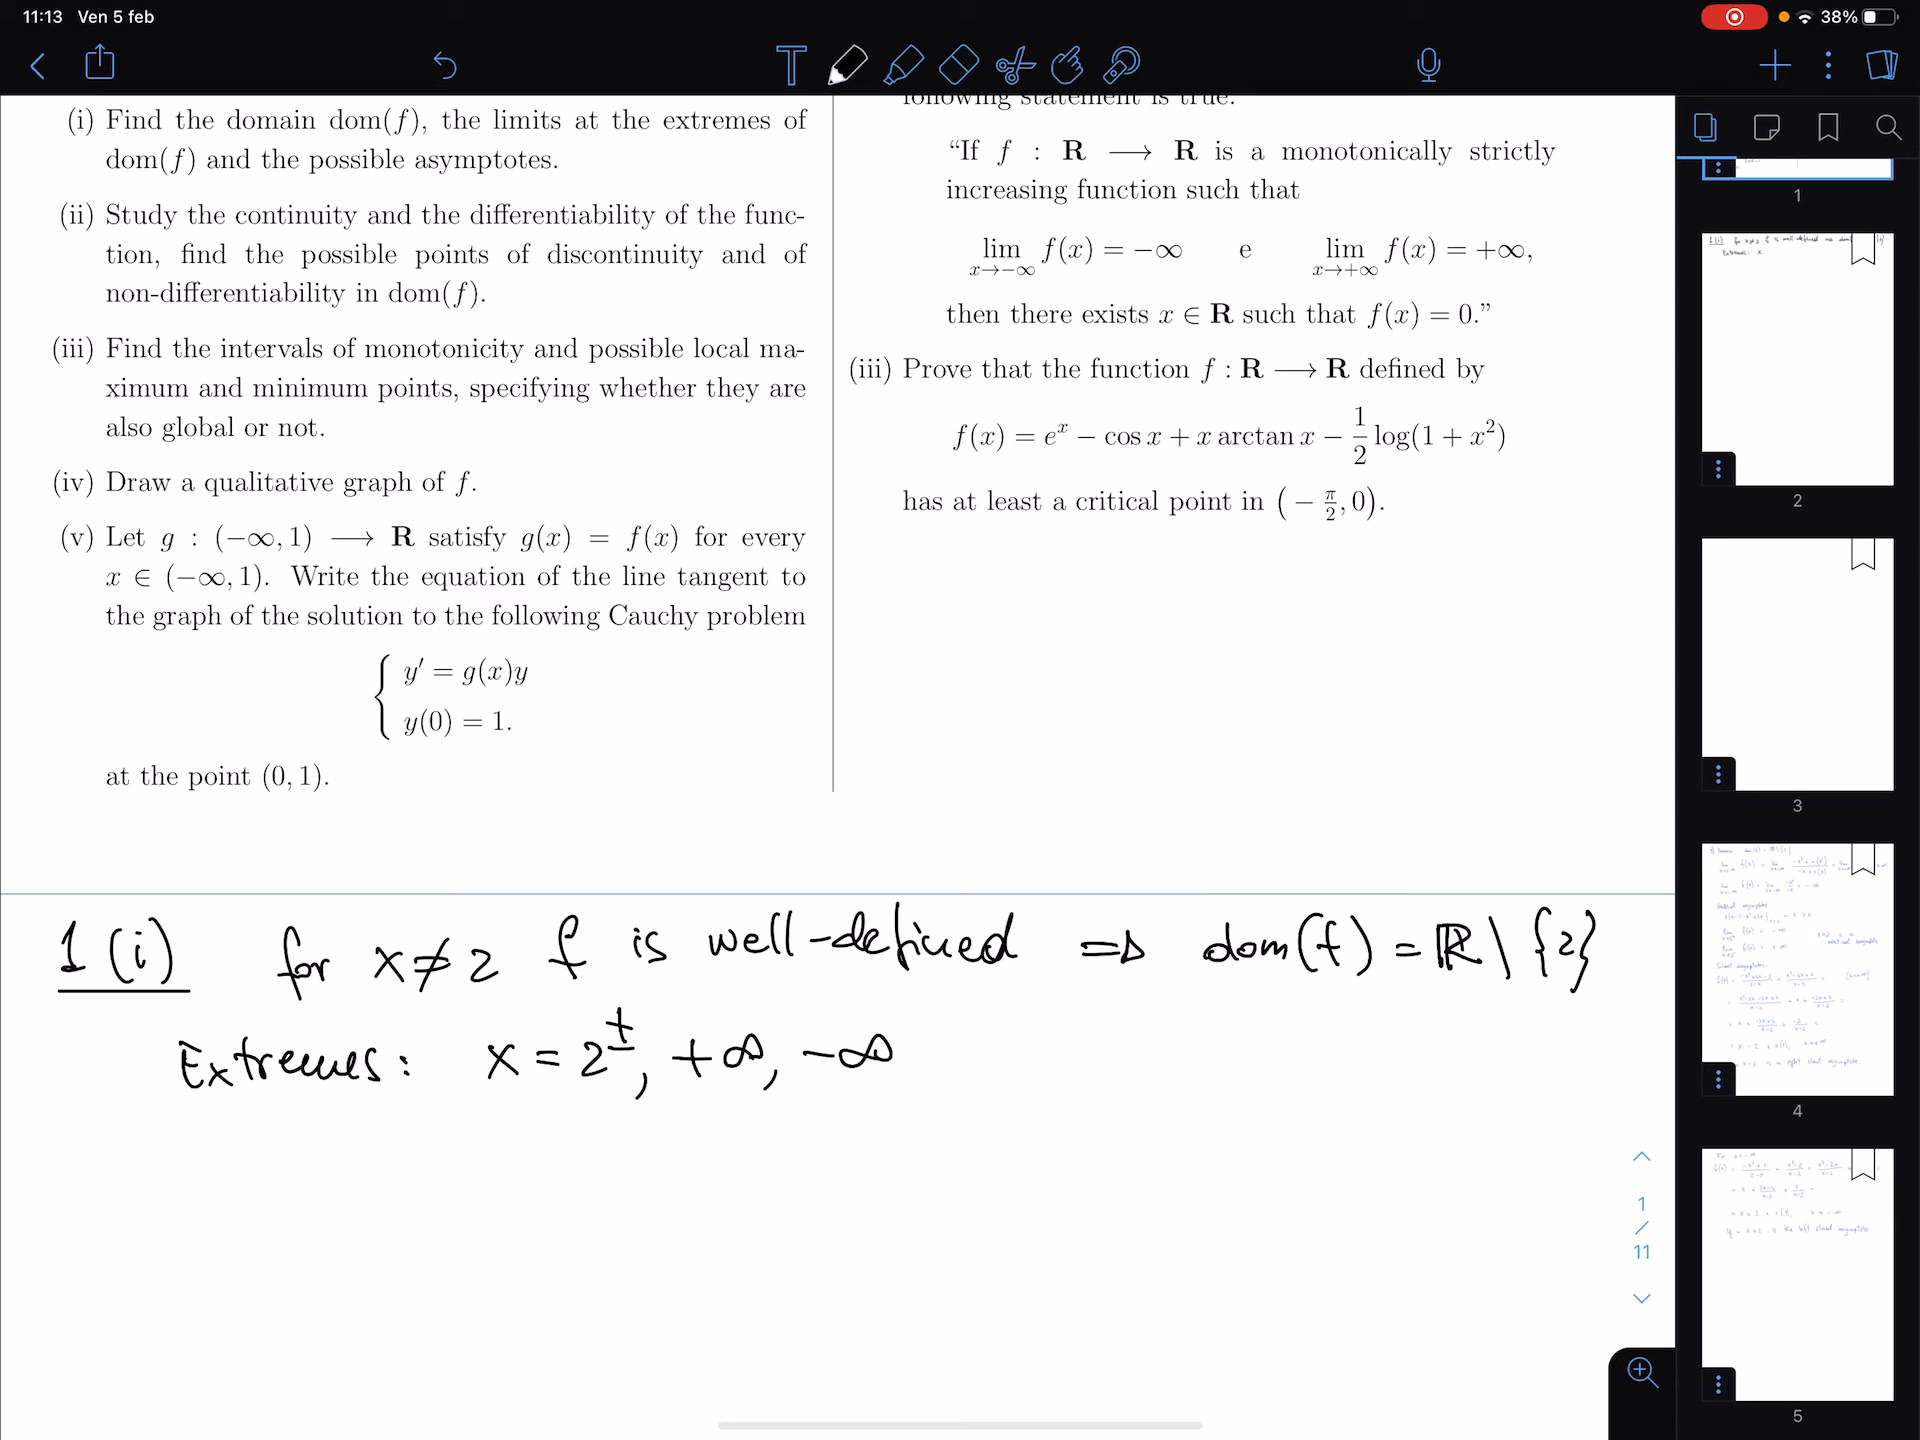 11:13 Ven 5 feb
38%
(i) Find the domain dom(f), the limits at the extremes of
dom(f) and the possible asymptotes.
(ii) Study the continuity and the differentiability of the func-
tion, find the possible points of discontinuity and of
non-differentiability in dom(f).
(iii) Find the intervals of monotonicity and possible local ma-
ximum and minimum points, specifying whether they are
also global or not.
(iv) Draw a qualitative graph of f.
(v) Let g : (−∞, 1) ⟶ R satisfy g(x) = f(x) for every
x ∈ (−∞, 1). Write the equation of the line tangent to
the graph of the solution to the following Cauchy problem
{ y′ = g(x)y
y(0) = 1.
at the point (0, 1).
following statement is true:
“If f : R ⟶ R is a monotonically strictly
increasing function such that
lim x→−∞ f(x) = −∞ e lim x→+∞ f(x) = +∞,
then there exists x ∈ R such that f(x) = 0.”
(iii) Prove that the function f : R ⟶ R defined by
f(x) = e^x − cos x + x arctan x − 1/2 log(1 + x²)
has at least a critical point in (− π/2, 0).
1 (i) for x≠2 f is well-defined ⇒ dom(f) = ℝ \ {2}
Extremes: x = 2^±, +∞, −∞
1
/
11
1
2
3
4
5